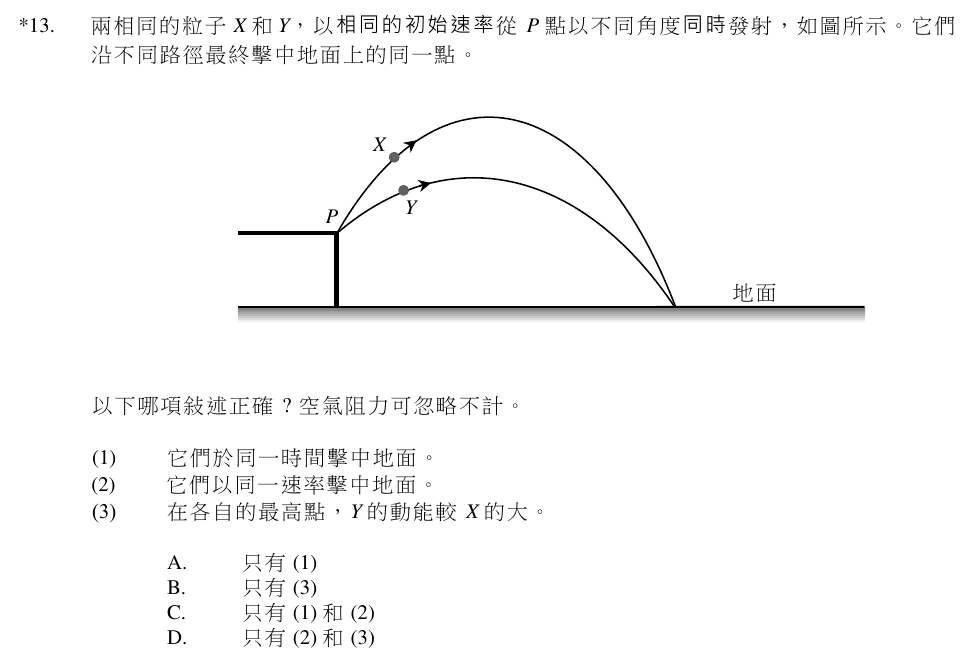 *13. 兩相同的粒子 X 和 Y，以相同的初始速率從 P 點以不同角度同時發射，如圖所示。它們
沿不同路徑最終擊中地面上的同一點。
X
Y
P
地面
以下哪項敍述正確？空氣阻力可忽略不計。
(1) 它們於同一時間擊中地面。
(2) 它們以同一速率擊中地面。
(3) 在各自的最高點，Y 的動能較 X 的大。
A. 只有 (1)
B. 只有 (3)
C. 只有 (1) 和 (2)
D. 只有 (2) 和 (3)